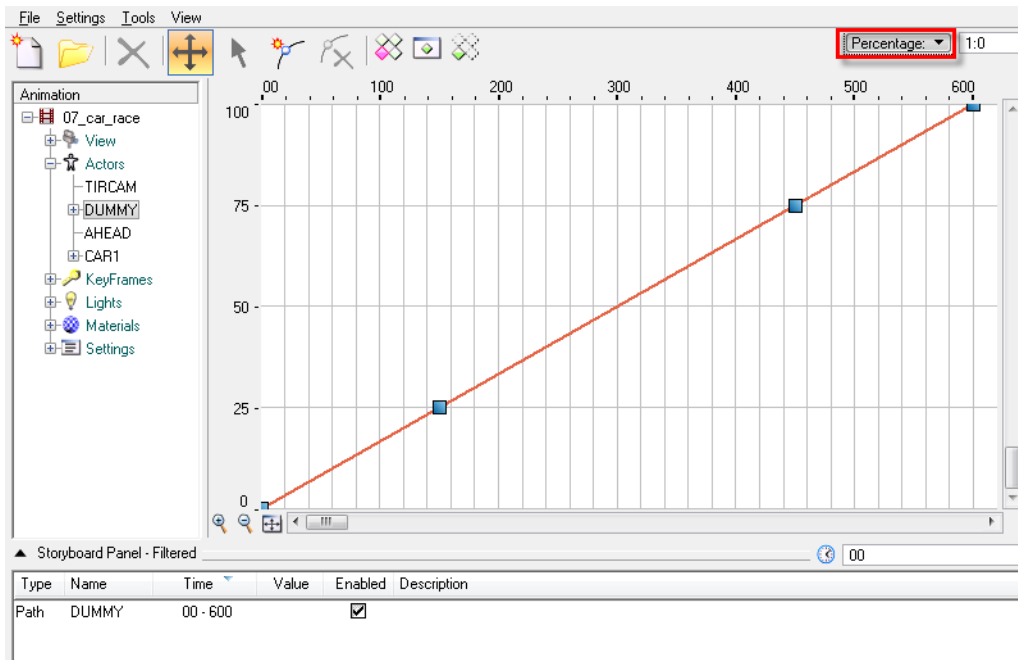 File Settings Tools View
Percentage: 1:0
Animation
07_car_race
View
Actors
TIRCAM
DUMMY
AHEAD
CAR1
KeyFrames
Lights
Materials
Settings
00 100 200 300 400 500 600
100
75
50
25
0
Storyboard Panel - Filtered 00
Type Name Time Value Enabled Description
Path DUMMY 00 - 600